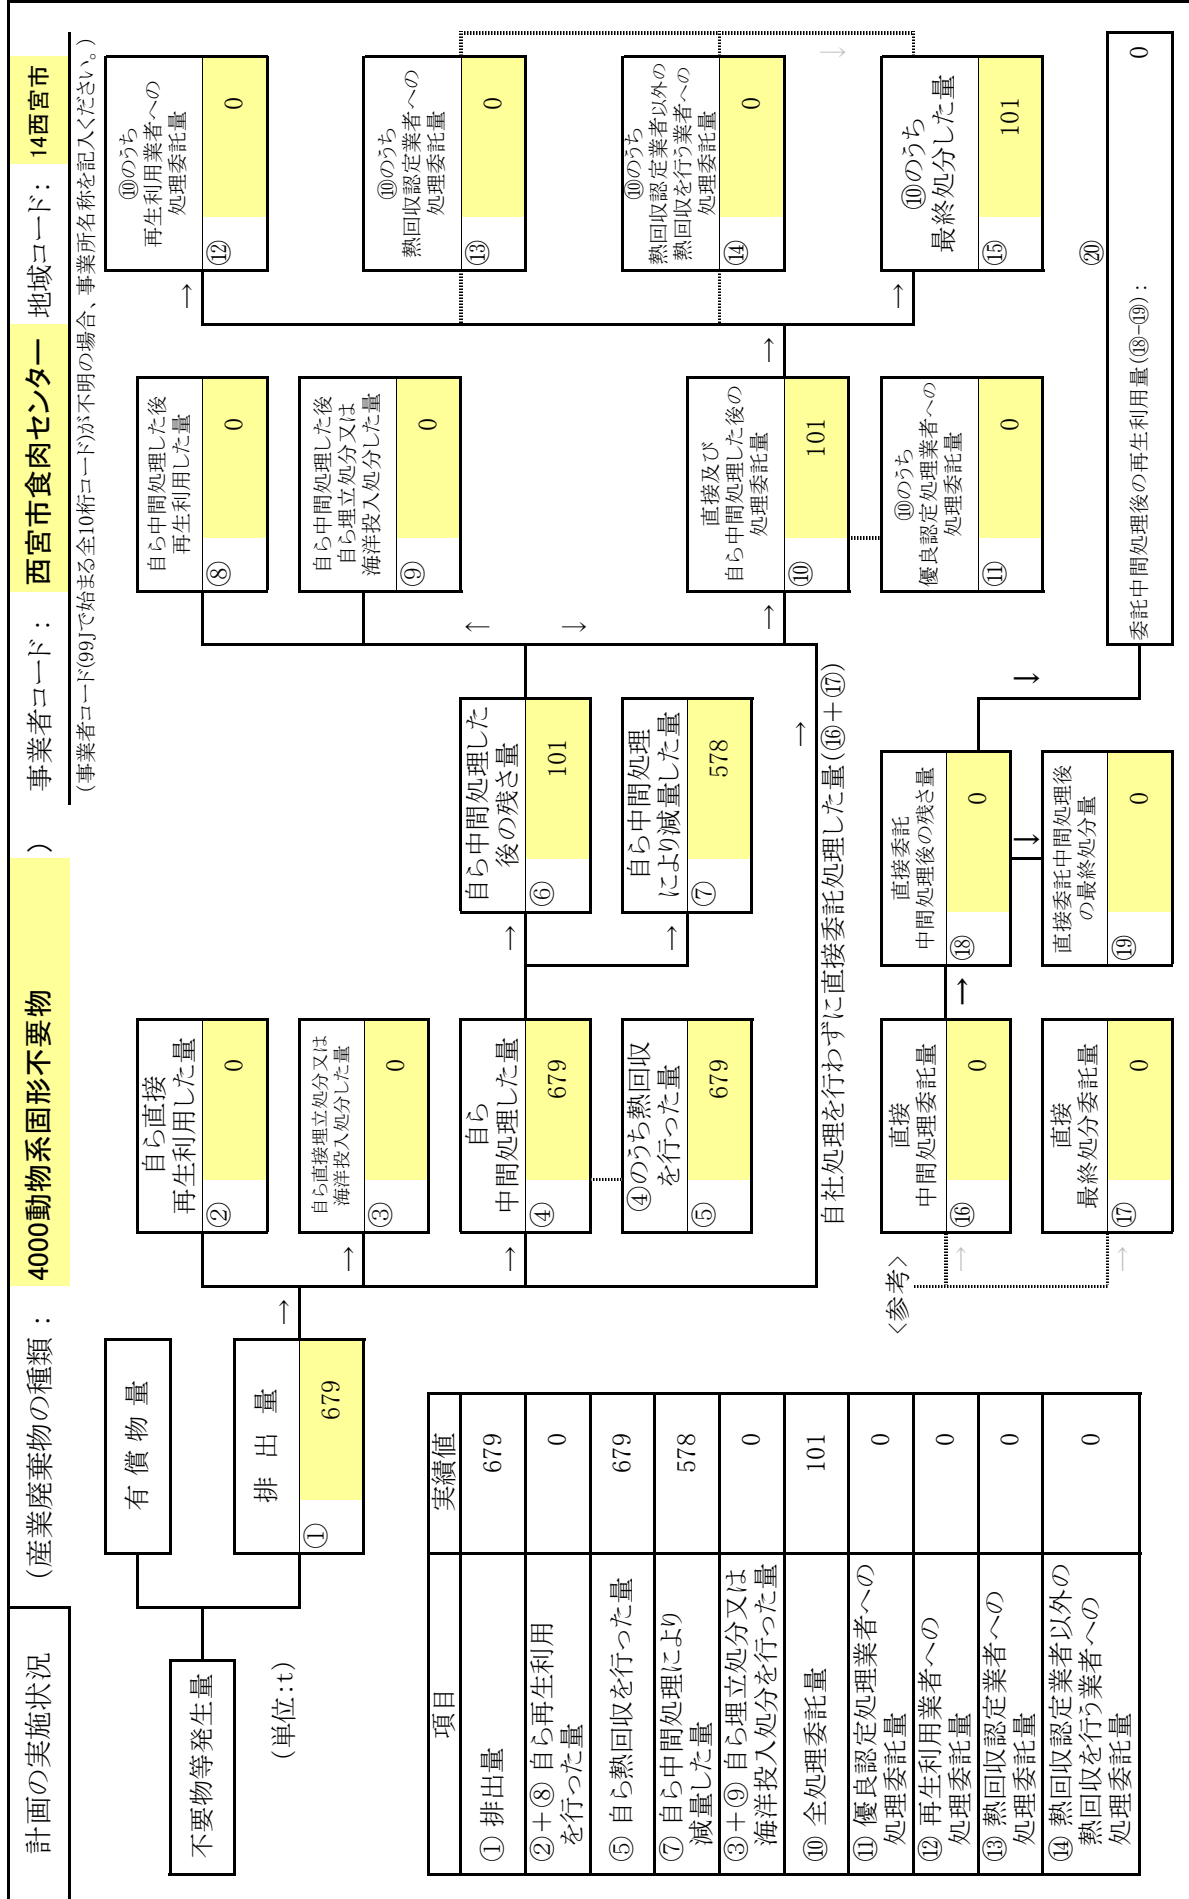 計画の実施状況
(産業廃棄物の種類： 4000動物系固形不要物 )
事業者コード： 西宮市食肉センター 地域コード： 14西宮市
(事業者コード(99Jで始まる全10桁コード)が不明の場合、事業所名称を記入ください。)
不要物等発生量
(単位:t)
有 償 物 量
排 出 量
① 679
→
自ら直接
再生利用した量
② 0
→
自ら直接埋立処分又は
海洋投入処分した量
③ 0
→
自ら
中間処理した量
④ 679
④のうち熱回収
を行った量
⑤ 679
→
自ら中間処理した
後の残さ量
⑥ 101
→
自ら中間処理
により減量した量
⑦ 578
自ら中間処理した後
再生利用した量
⑧ 0
自ら中間処理した後
自ら埋立処分又は
海洋投入処分した量
⑨ 0
↑
↓
→
直接及び
自ら中間処理した後の
処理委託量
⑩ 101
⑩のうち
優良認定処理業者への
処理委託量
⑪ 0
→
→
⑩のうち
再生利用業者への
処理委託量
⑫ 0
⑩のうち
熱回収認定業者への
処理委託量
⑬ 0
⑩のうち
熱回収認定業者以外の
熱回収を行う業者への
処理委託量
⑭ 0
↓
→
⑩のうち
最終処分した量
⑮ 101
→
自社処理を行わずに直接委託処理した量(⑯＋⑰)
<参考>
→
直接
中間処理委託量
⑯ 0
→
直接
最終処分委託量
⑰ 0
→
直接委託
中間処理後の残さ量
⑱ 0
↓
直接委託中間処理後
の最終処分量
⑲ 0
↓
⑳
委託中間処理後の再生利用量(⑱-⑲)： 0
項目 実績値
① 排出量 679
②＋⑧ 自ら再生利用
を行った量 0
⑤ 自ら熱回収を行った量 679
⑦ 自ら中間処理により
減量した量 578
③＋⑨ 自ら埋立処分又は
海洋投入処分を行った量 0
⑩ 全処理委託量 101
⑪ 優良認定処理業者への
処理委託量 0
⑫ 再生利用業者への
処理委託量 0
⑬ 熱回収認定業者への
処理委託量 0
⑭ 熱回収認定業者以外の
熱回収を行う業者への
処理委託量 0